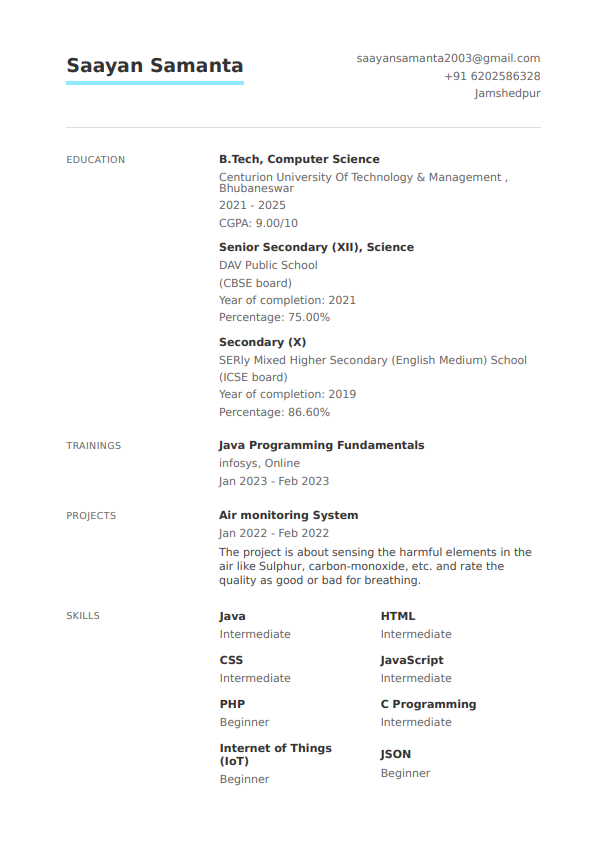 Saayan Samanta
saayansamanta2003@gmail.com
+91 6202586328
Jamshedpur
EDUCATION
B.Tech, Computer Science
Centurion University Of Technology & Management ,
Bhubaneswar
2021 - 2025
CGPA: 9.00/10
Senior Secondary (XII), Science
DAV Public School
(CBSE board)
Year of completion: 2021
Percentage: 75.00%
Secondary (X)
SERly Mixed Higher Secondary (English Medium) School
(ICSE board)
Year of completion: 2019
Percentage: 86.60%
TRAININGS
Java Programming Fundamentals
infosys, Online
Jan 2023 - Feb 2023
PROJECTS
Air monitoring System
Jan 2022 - Feb 2022
The project is about sensing the harmful elements in the
air like Sulphur, carbon-monoxide, etc. and rate the
quality as good or bad for breathing.
SKILLS
Java
Intermediate
HTML
Intermediate
CSS
Intermediate
JavaScript
Intermediate
PHP
Beginner
C Programming
Intermediate
Internet of Things
(IoT)
Beginner
JSON
Beginner